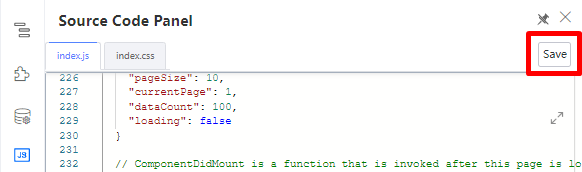 Source Code Panel
index.js
index.css
Save
226 "pageSize": 10,
227 "currentPage": 1,
228 "dataCount": 100,
229 "loading": false
230 }
231
232 // ComponentDidMount is a function that is invoked after this page is lo
J9